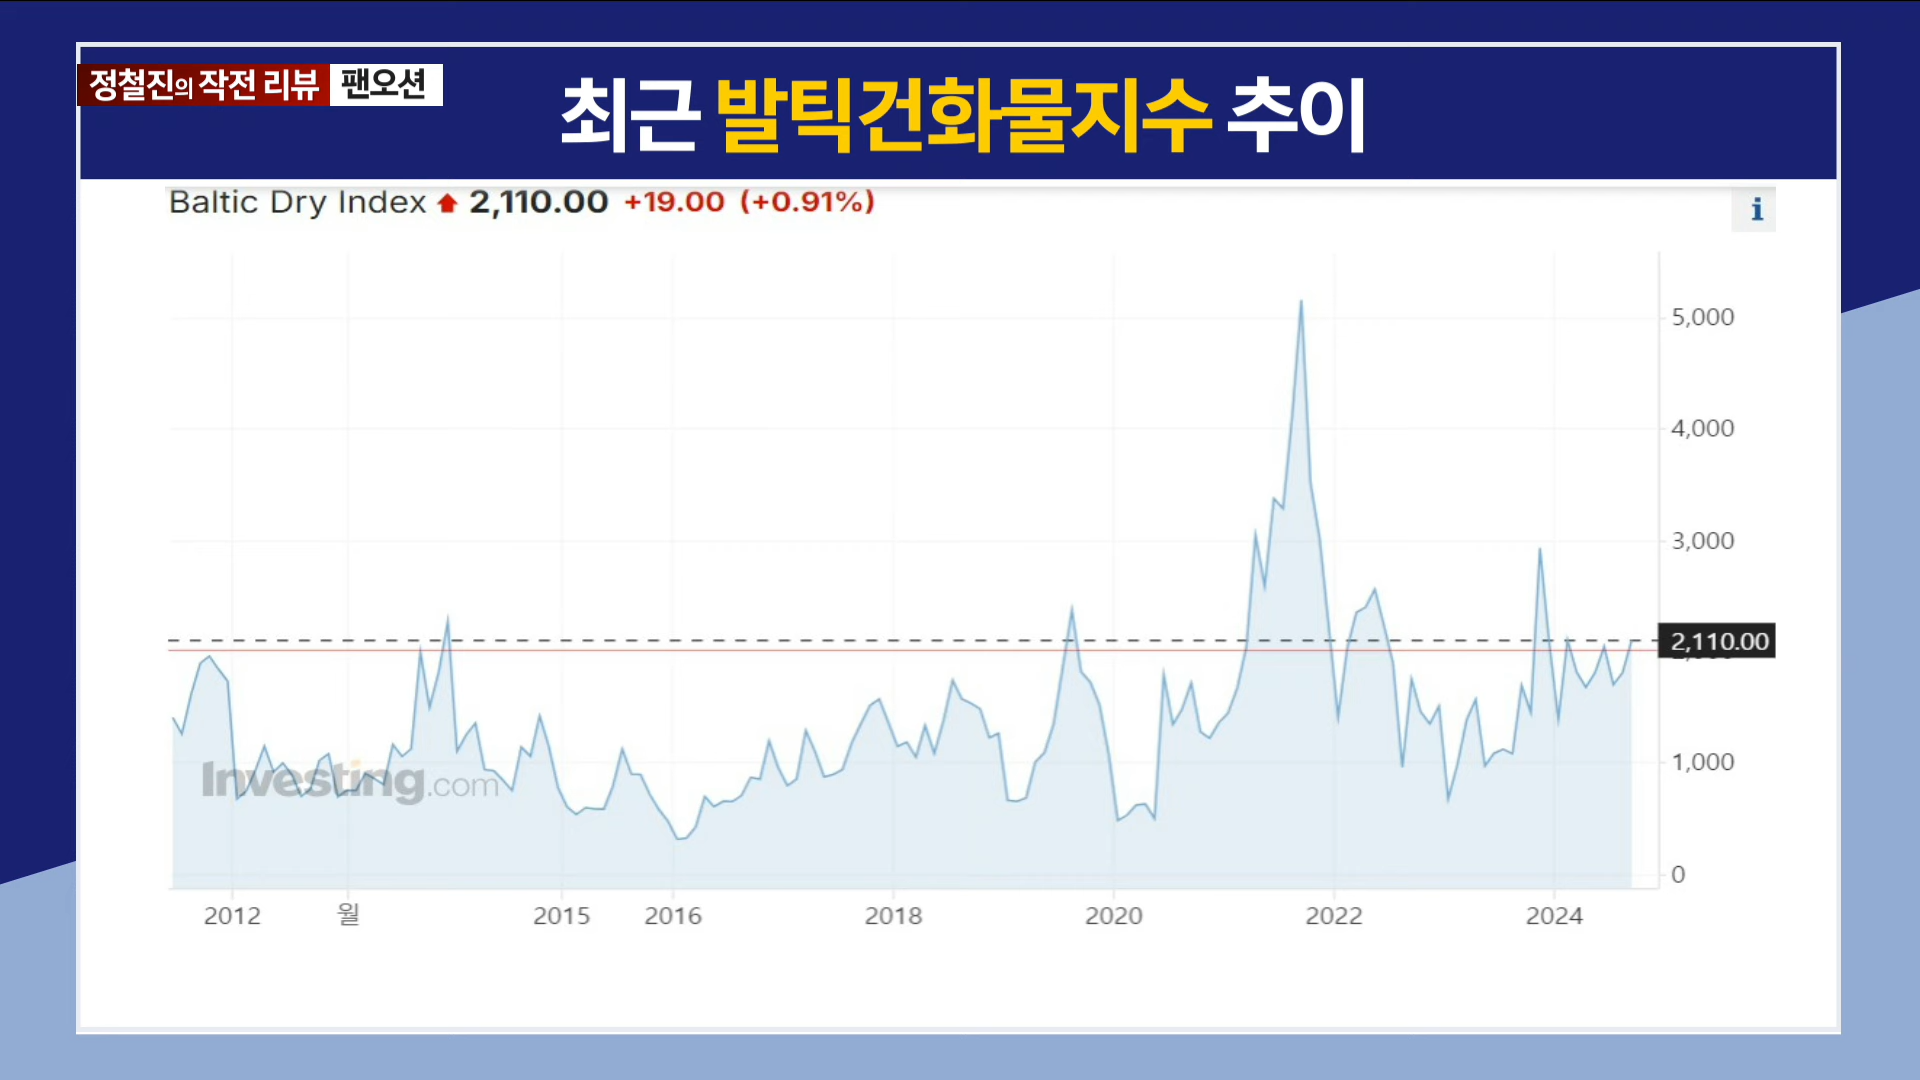 정철진의 작전 리뷰 팬오션
최근 발틱건화물지수 추이
Baltic Dry Index 2,110.00 +19.00 (+0.91%)
i
5,000
4,000
3,000
2,110.00
1,000
0
Investing.com
2012 월 2015 2016 2018 2020 2022 2024